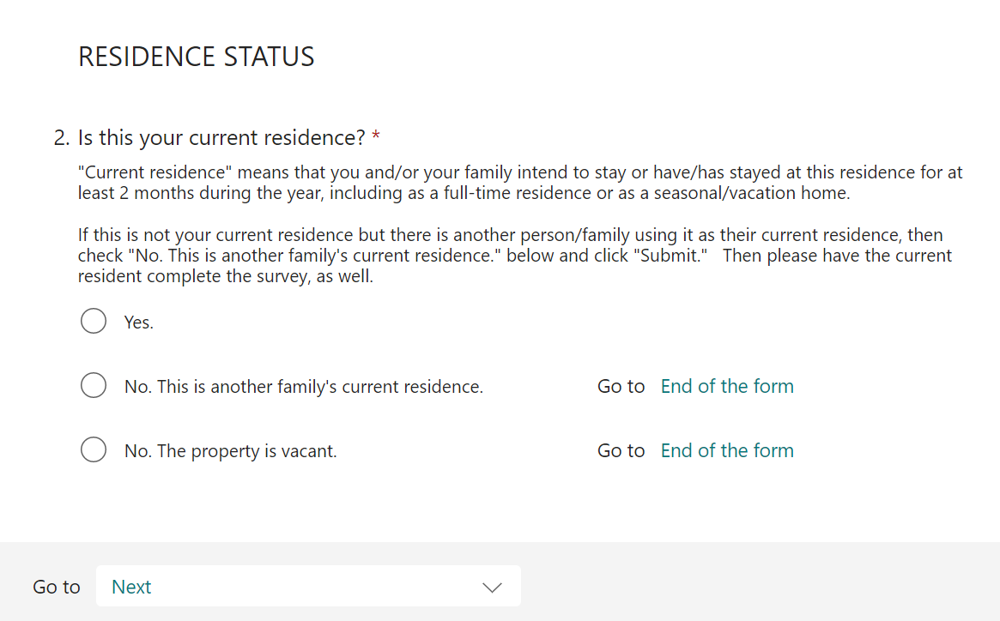 RESIDENCE STATUS
2. Is this your current residence? *
"Current residence" means that you and/or your family intend to stay or have/has stayed at this residence for at
least 2 months during the year, including as a full-time residence or as a seasonal/vacation home.
If this is not your current residence but there is another person/family using it as their current residence, then
check "No. This is another family's current residence." below and click "Submit."   Then please have the current
resident complete the survey, as well.
Yes.
No. This is another family's current residence. Go to End of the form
No. The property is vacant. Go to End of the form
Go to Next